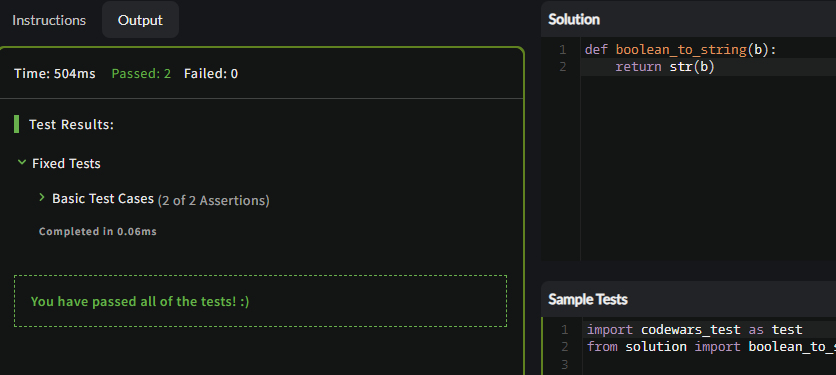 Instructions
Output
Time: 504ms Passed: 2 Failed: 0
Test Results:
Fixed Tests
Basic Test Cases (2 of 2 Assertions)
Completed in 0.06ms
You have passed all of the tests! :)
Solution
1 def boolean_to_string(b):
2 return str(b)
Sample Tests
1 import codewars_test as test
2 from solution import boolean_to_s
3